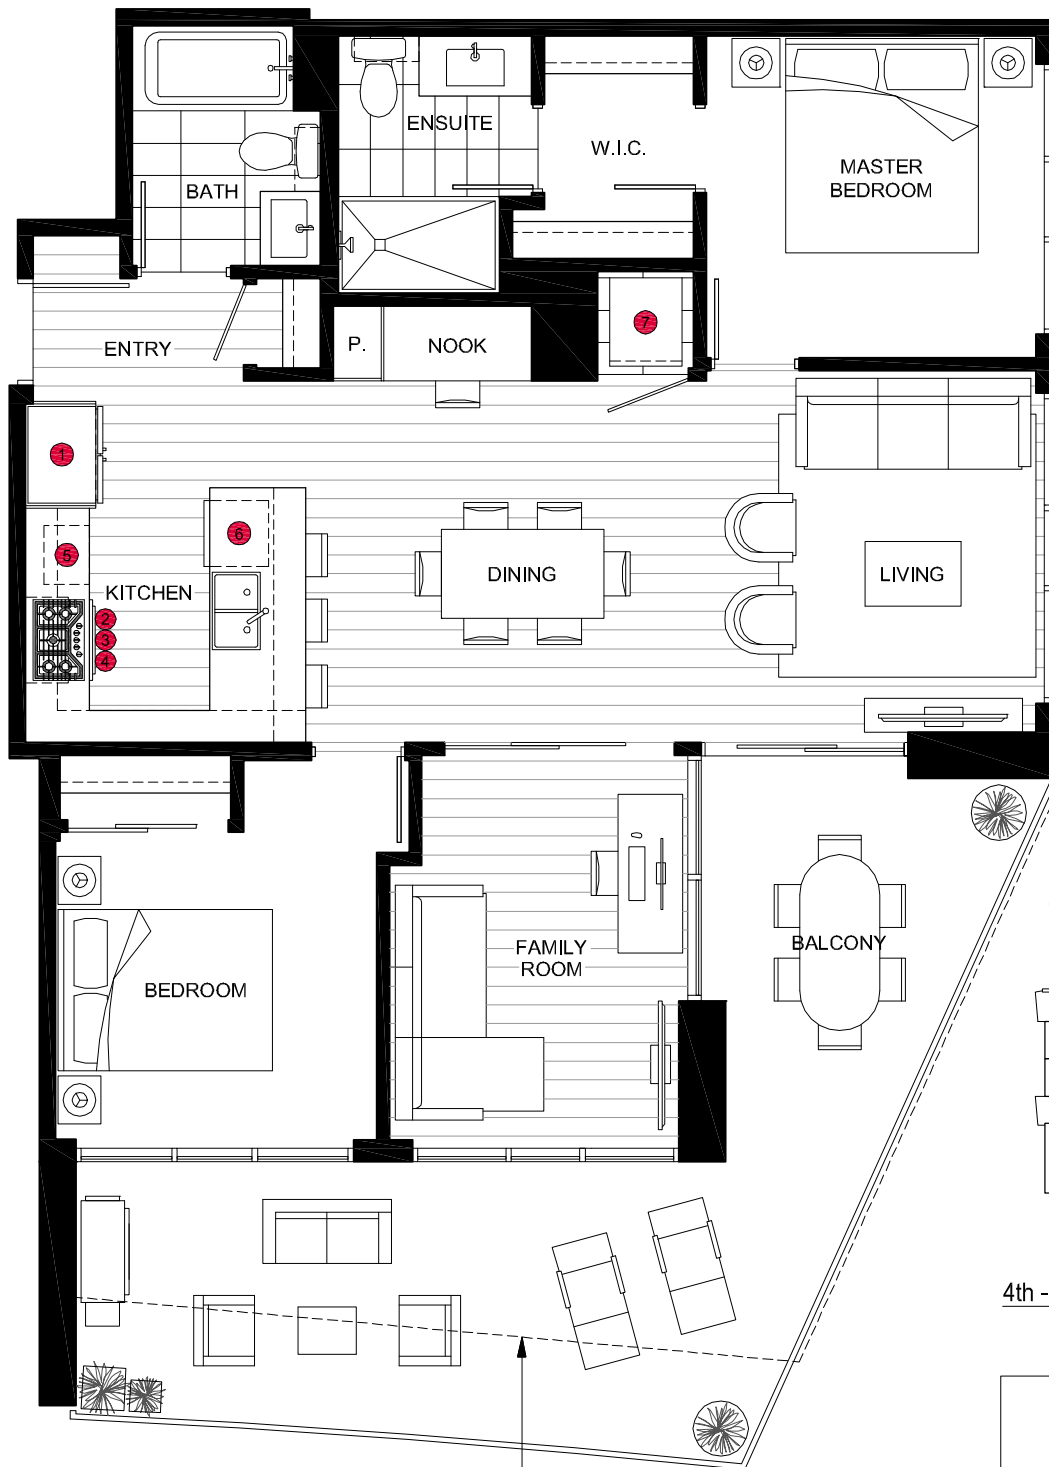 ENSUITE
W.I.C.
MASTER
BEDROOM
BATH
7
ENTRY
P.
NOOK
1
6
5
KITCHEN
DINING
LIVING
2
3
4
FAMILY
ROOM
BALCONY
BEDROOM
4th -